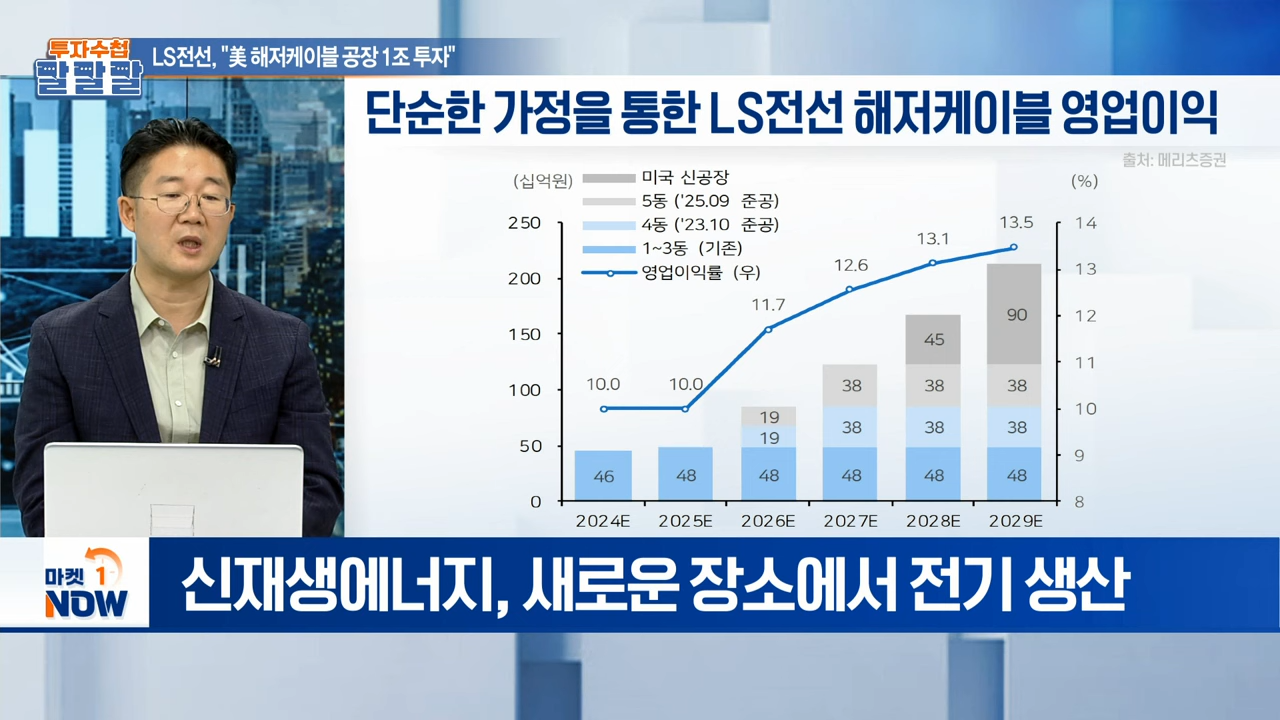 투자수첩
팔팔팔
LS전선, "美 해저케이블 공장 1조 투자"
단순한 가정을 통한 LS전선 해저케이블 영업이익
출처: 메리츠증권
(십억원)
(%)
미국 신공장
5동 ('25.09 준공)
4동 ('23.10 준공)
1~3동 (기존)
영업이익률 (우)
250
200
150
100
50
0
14
13
12
11
10
9
8
10.0
10.0
11.7
12.6
13.1
13.5
46
48
19
19
48
38
38
48
45
38
38
48
90
38
38
48
2024E 2025E 2026E 2027E 2028E 2029E
마켓 1
NOW
신재생에너지, 새로운 장소에서 전기 생산